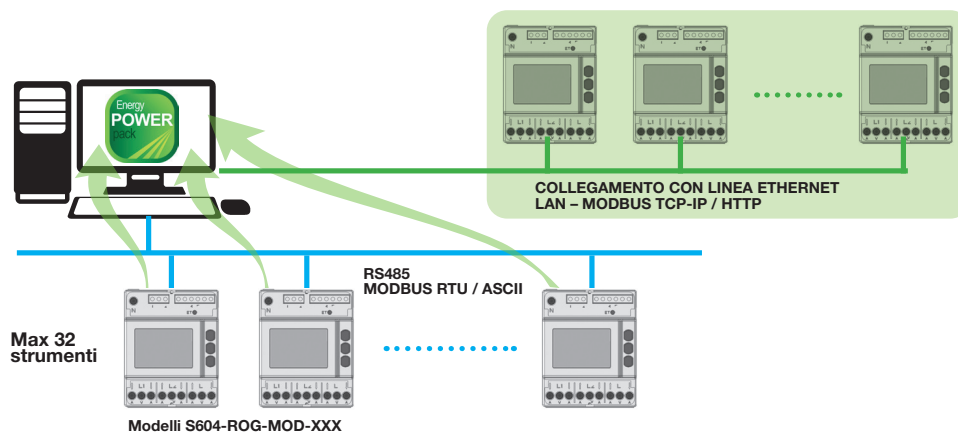 Energy
POWER
pack
COLLEGAMENTO CON LINEA ETHERNET
LAN – MODBUS TCP-IP / HTTP
RS485
MODBUS RTU / ASCII
Max 32
strumenti
Modelli S604-ROG-MOD-XXX